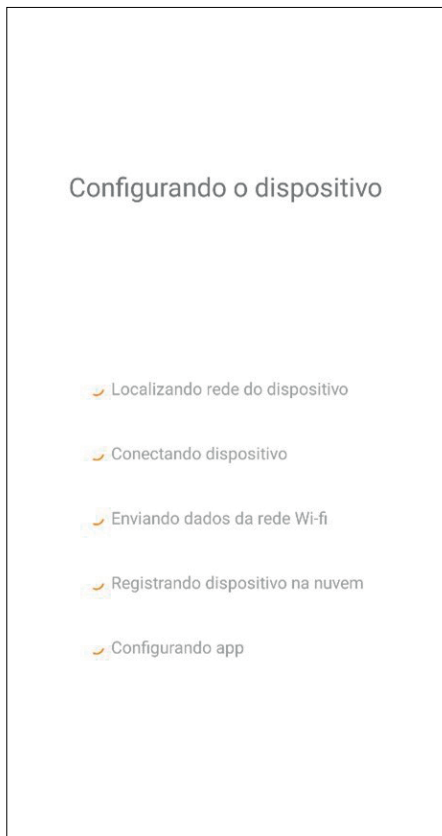 Configurando o dispositivo
Localizando rede do dispositivo
Conectando dispositivo
Enviando dados da rede Wi-fi
Registrando dispositivo na nuvem
Configurando app